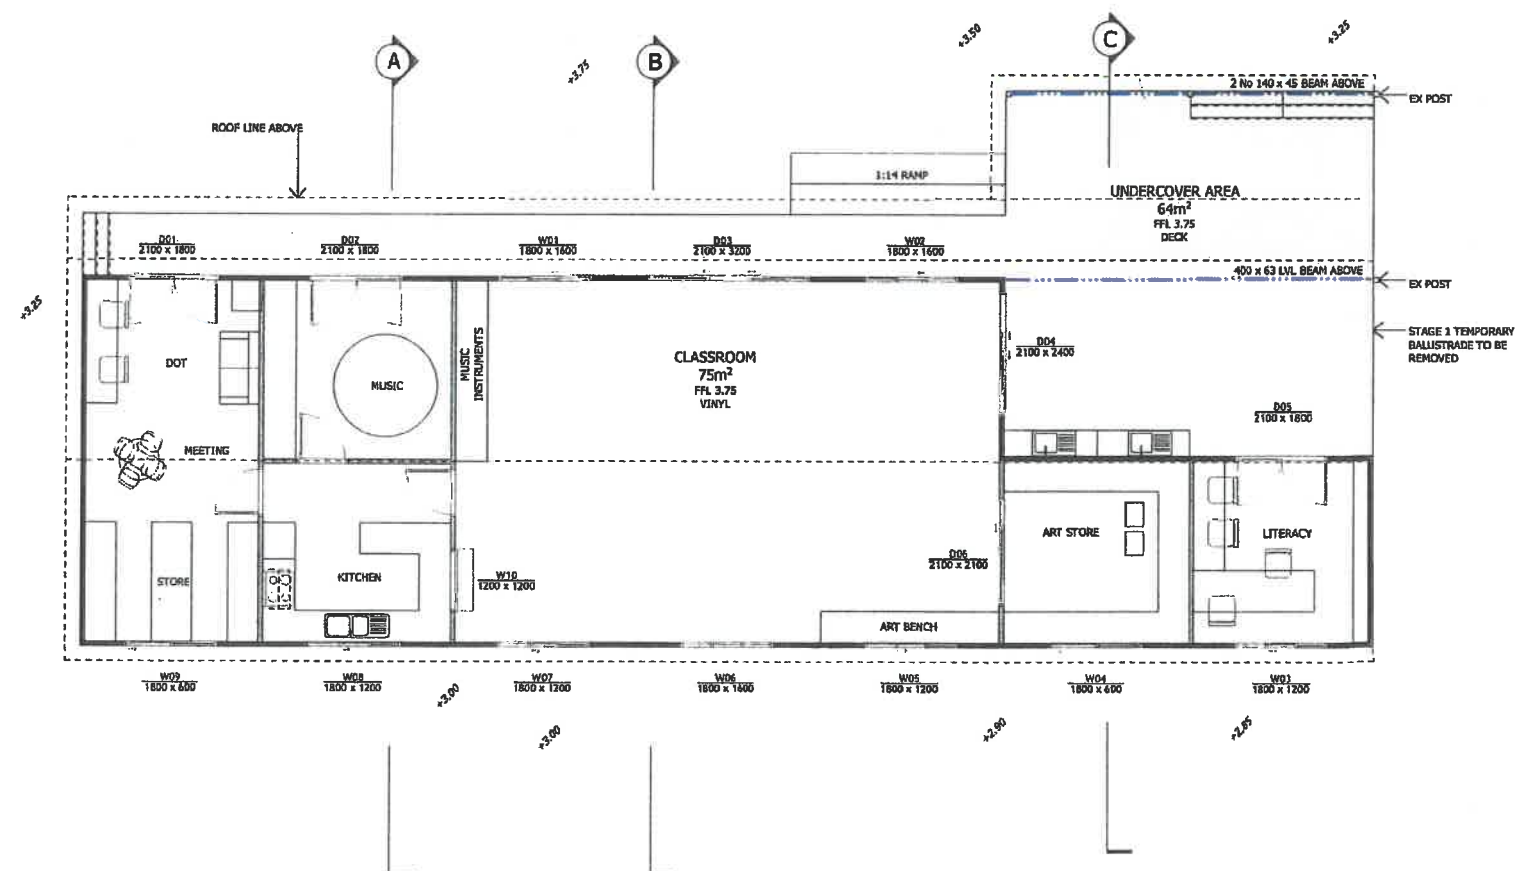 A
B
C
+3.75
+3.50
+3.25
2 No 140 x 45 BEAM ABOVE
EX POST
ROOF LINE ABOVE
1:14 RAMP
UNDERCOVER AREA
64m²
FFL 3.75
DECK
D01
2100 x 1800
D02
2100 x 1800
W01
1800 x 1600
D03
2100 x 3200
W02
1800 x 1600
400 x 63 LVL BEAM ABOVE
EX POST
+3.25
STAGE 1 TEMPORARY
BALUSTRADE TO BE
REMOVED
DOT
MUSIC
MUSIC
INSTRUMENTS
CLASSROOM
75m²
FFL 3.75
VINYL
D04
2100 x 2400
D05
2100 x 1800
MEETING
ART STORE
LITERACY
D06
2100 x 2100
STORE
KITCHEN
W10
1200 x 1200
ART BENCH
W09
1800 x 600
W08
1800 x 1200
W07
1800 x 1200
W06
1800 x 1600
W05
1800 x 1200
W04
1800 x 600
W03
1800 x 1200
+3.00
+3.00
+2.90
+2.85